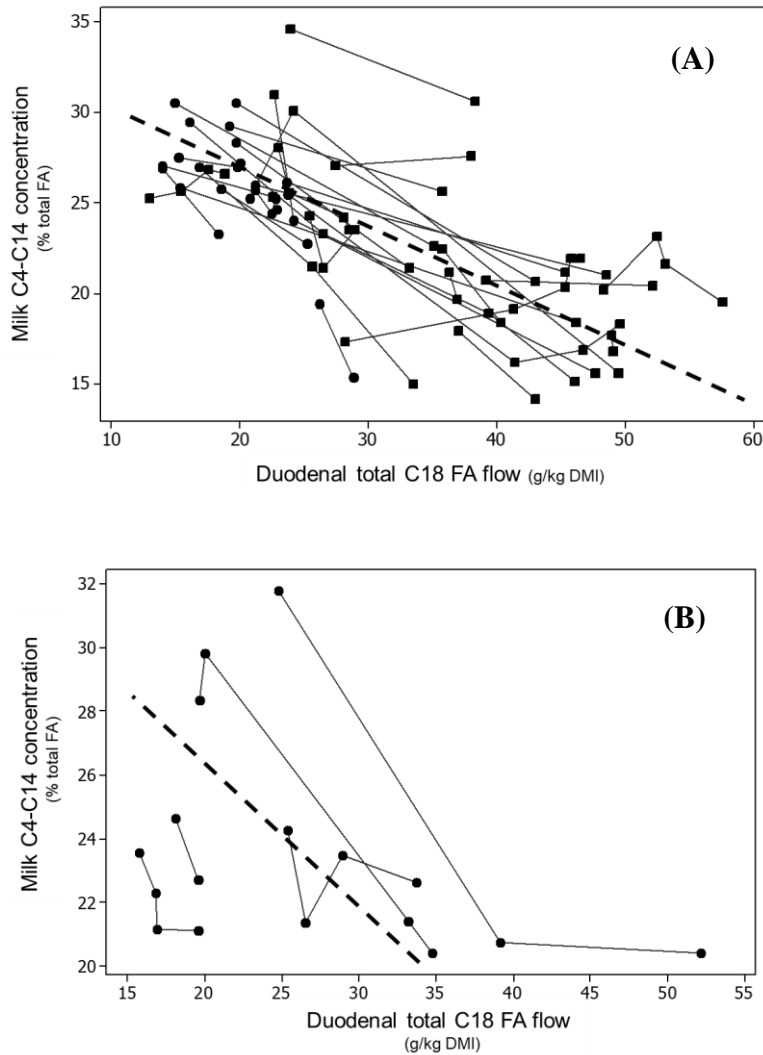 (A)
35
30
25
20
15
Milk C4-C14 concentration
(% total FA)
10 20 30 40 50 60
Duodenal total C18 FA flow (g/kg DMI)
(B)
32
30
28
26
24
22
20
Milk C4-C14 concentration
(% total FA)
15 20 25 30 35 40 45 50 55
Duodenal total C18 FA flow
(g/kg DMI)